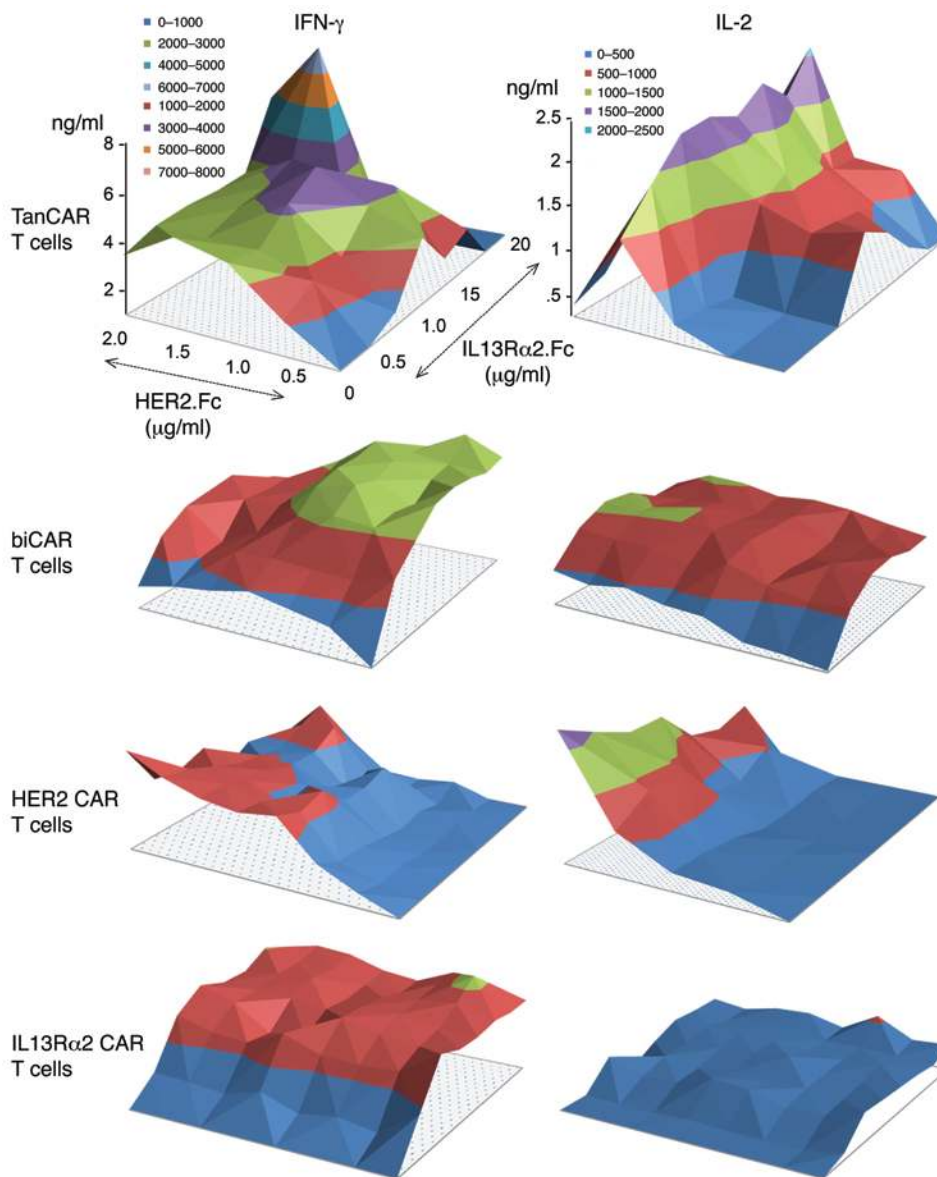 IFN-γ
0–1000
2000–3000
4000–5000
6000–7000
1000–2000
3000–4000
5000–6000
7000–8000
ng/ml
8
6
4
2
TanCAR
T cells
2.0
1.5
1.0
0.5
0
HER2.Fc
(μg/ml)
0.5
1.0
15
20
IL13Rα2.Fc
(μg/ml)
IL-2
0–500
500–1000
1000–1500
1500–2000
2000–2500
ng/ml
2.5
2
1.5
1
.5
biCAR
T cells
HER2 CAR
T cells
IL13Rα2 CAR
T cells